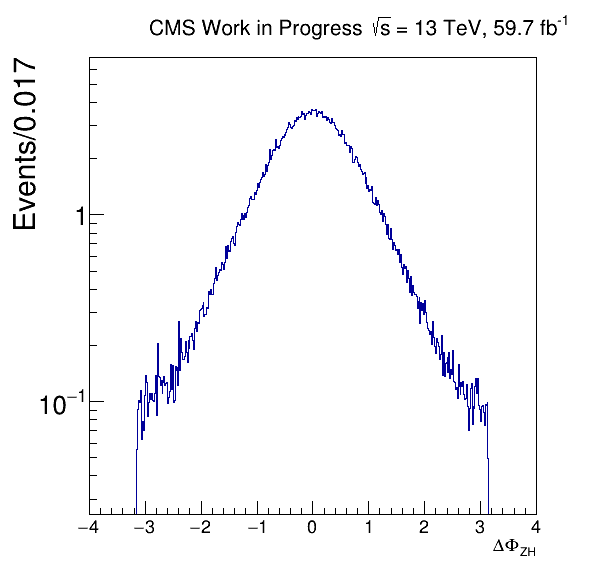 CMS Work in Progress √s = 13 TeV, 59.7 fb⁻¹
Events/0.017
1
10⁻¹
−4 −3 −2 −1 0 1 2 3 4
ΔΦ_ZH